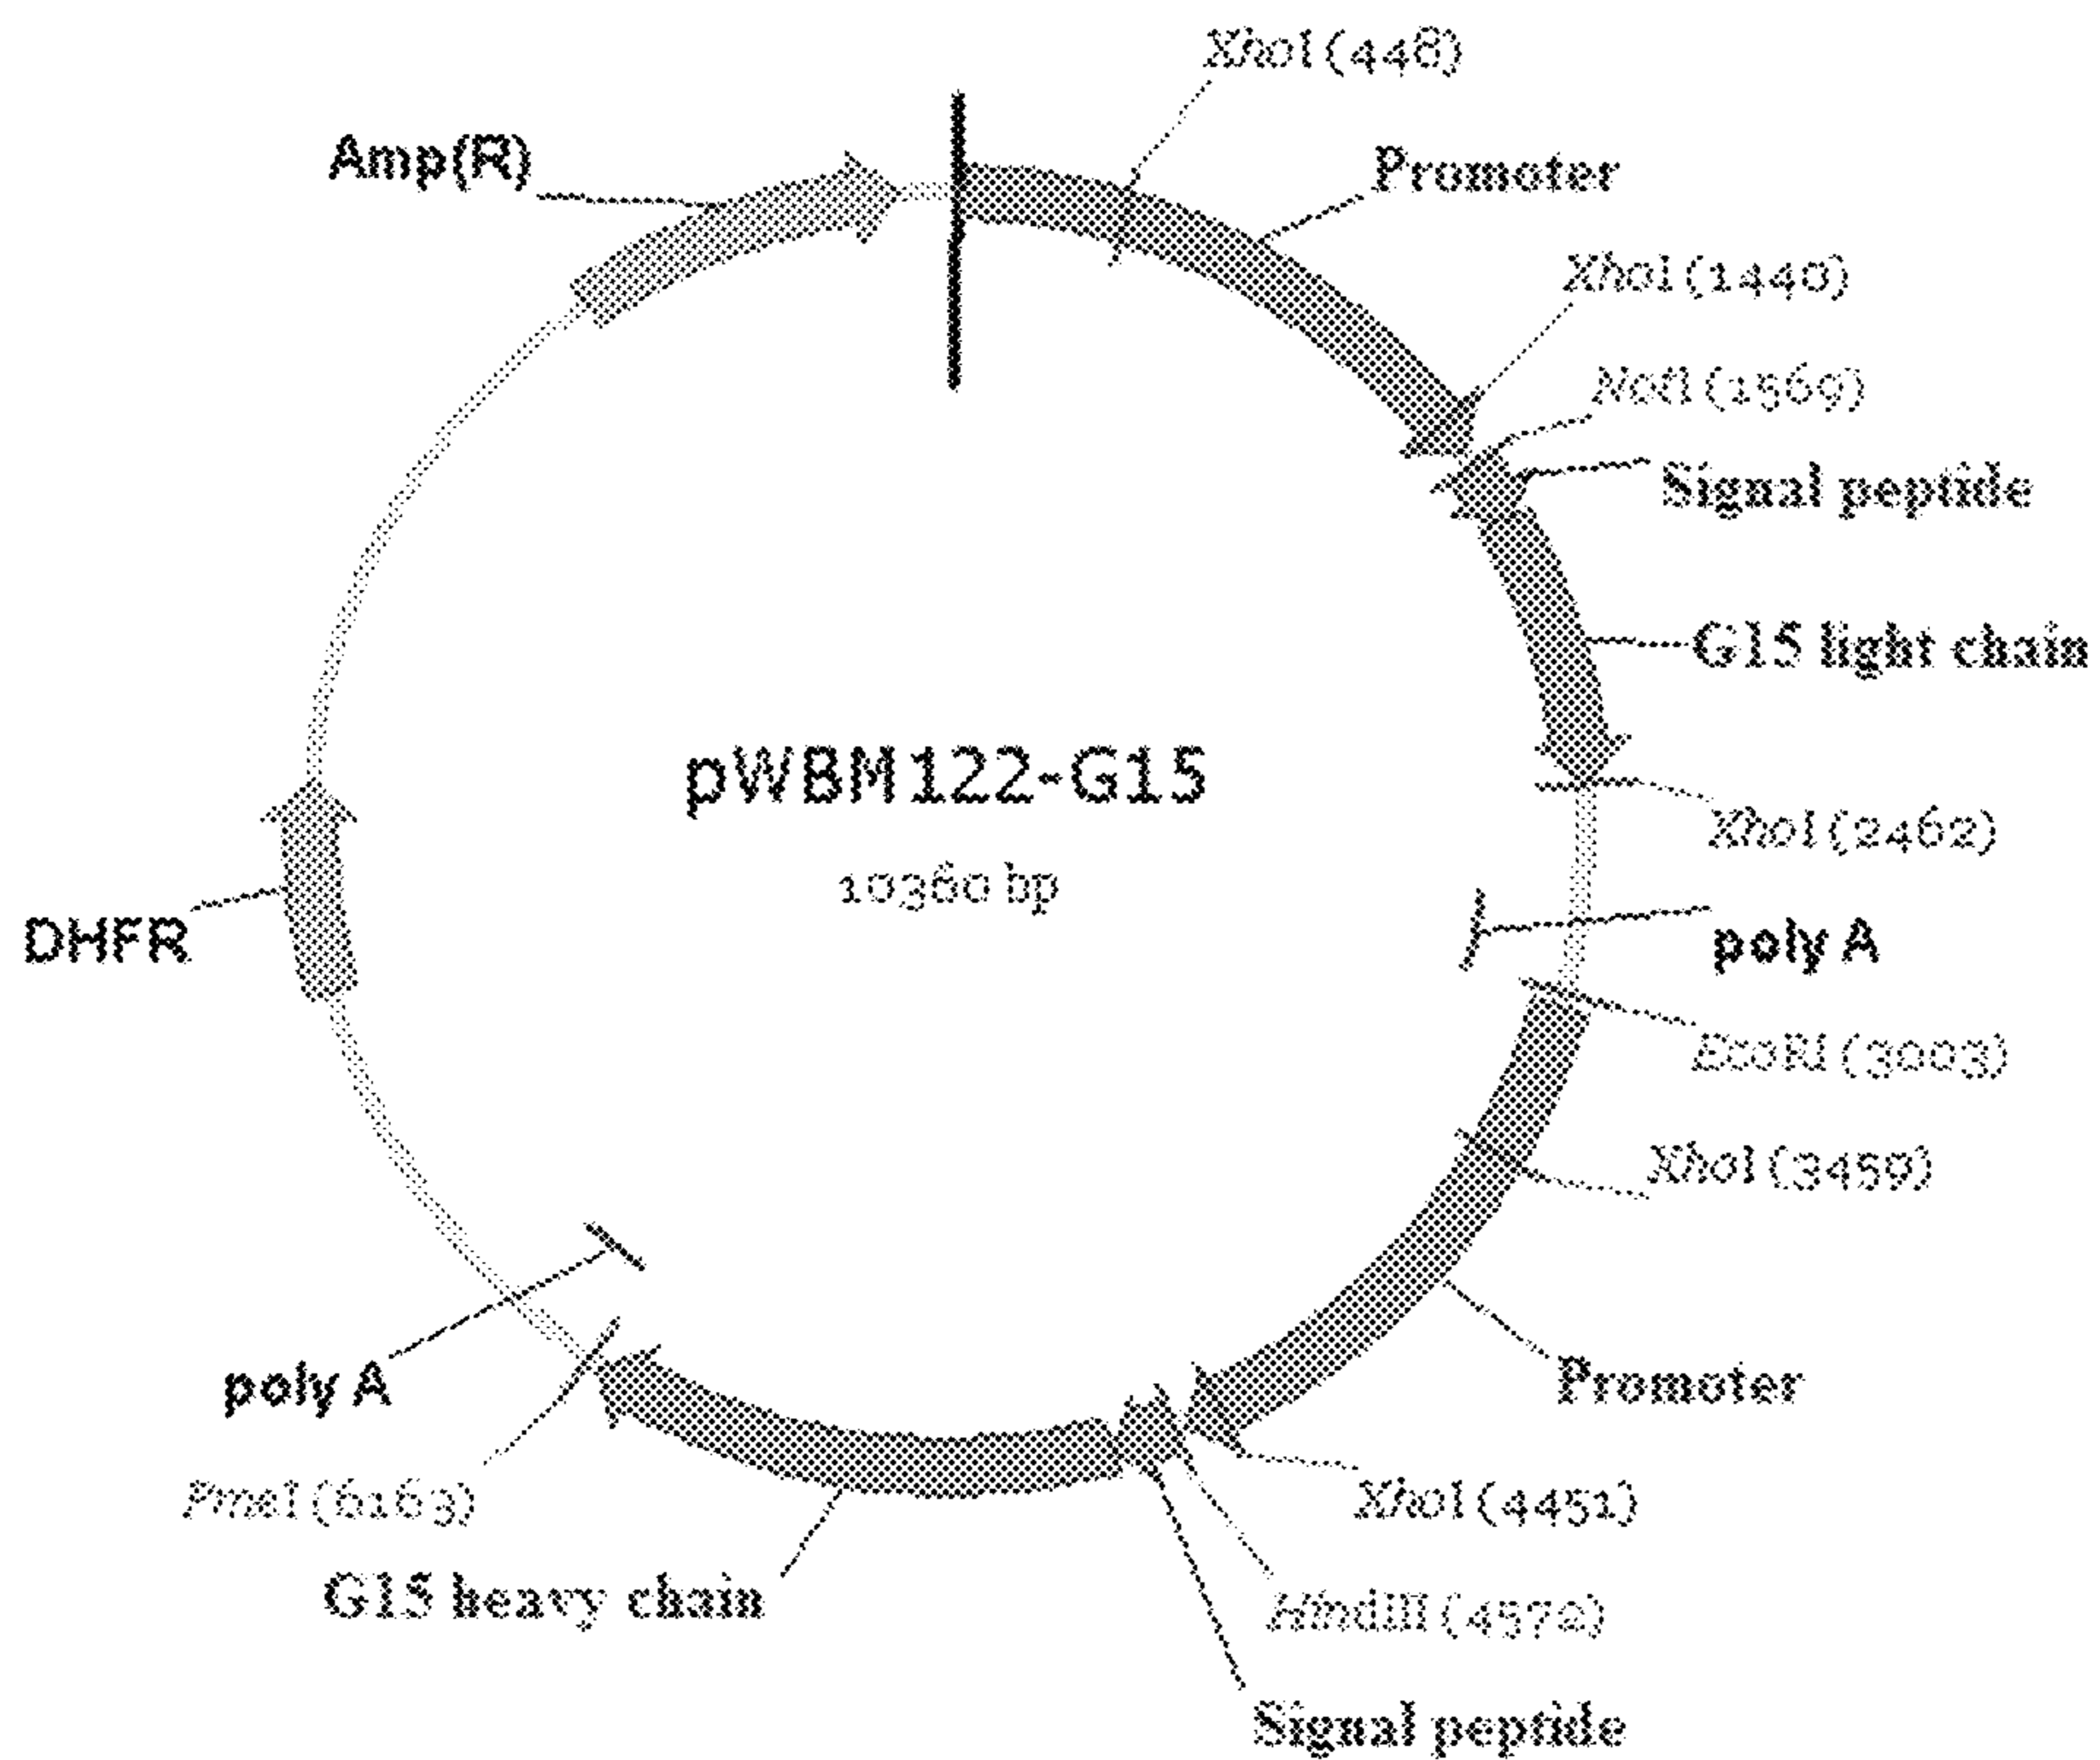 XhoI (448)
Amp(R)
Promoter
XhoI (1440)
NotI (1569)
Signal peptide
G15 light chain
pWBM122-G15
XhoI (2462)
10360 bp
DHFR
poly A
EcoRI (3003)
XhoI (3459)
poly A
Promoter
PmeI (6163)
XhoI (4451)
G15 heavy chain
HindIII (4572)
Signal peptide